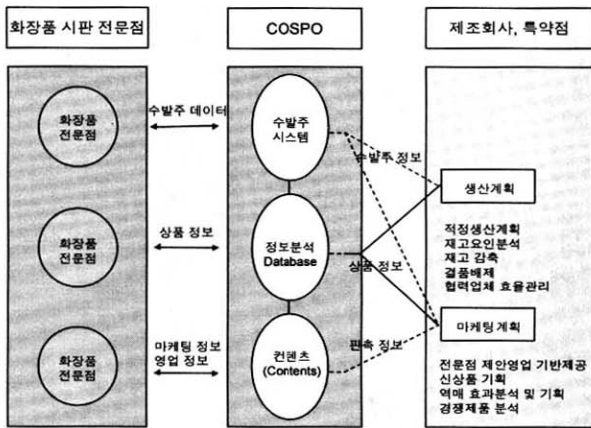 화장품 시판 전문점
COSPO
제조회사, 특약점
화장품
전문점
수발주 데이터
수발주
시스템
수발주 정보
생산계획
화장품
전문점
상품 정보
정보분석
Database
상품 정보
적정생산계획
재고요인분석
재고 감축
결품배제
협력업체 효율관리
마케팅계획
화장품
전문점
마케팅 정보
영업 정보
컨텐츠
(Contents)
판촉 정보
전문점 제안영업 기반제공
신상품 기획
역매 효과분석 및 기획
경쟁제품 분석